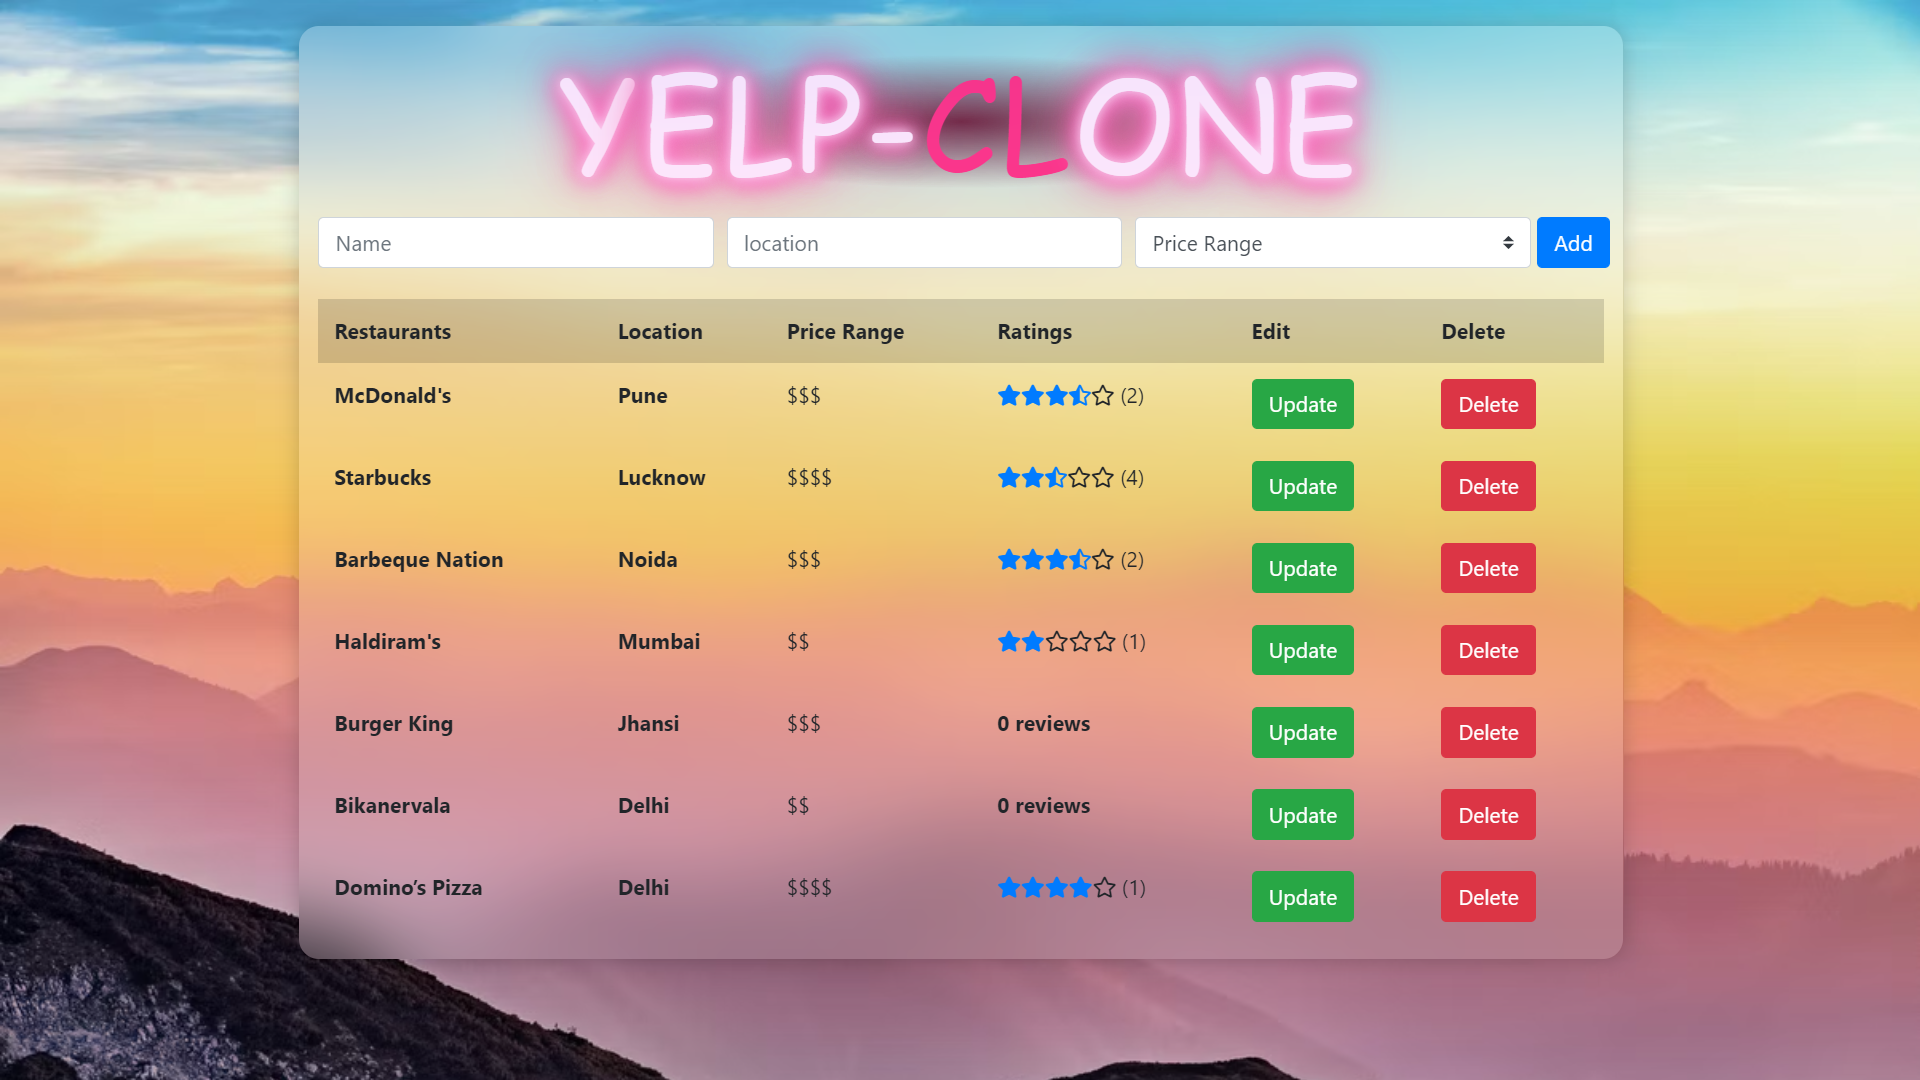 YELP-CLONE
Name location Price Range Add
Restaurants Location Price Range Ratings Edit Delete
McDonald's Pune $$$ (2) Update Delete
Starbucks Lucknow $$$$ (4) Update Delete
Barbeque Nation Noida $$$ (2) Update Delete
Haldiram's Mumbai $$ (1) Update Delete
Burger King Jhansi $$$ 0 reviews Update Delete
Bikanervala Delhi $$ 0 reviews Update Delete
Domino’s Pizza Delhi $$$$ (1) Update Delete